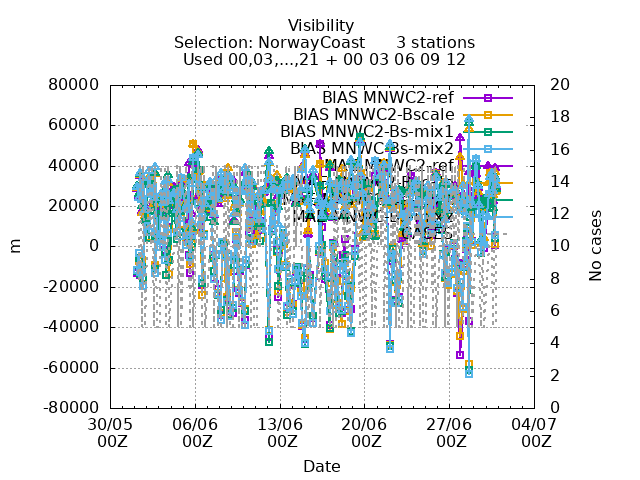 Visibility
Selection: NorwayCoast 3 stations
Used 00,03,...,21 + 00 03 06 09 12
80000
60000
40000
20000
0
-20000
-40000
-60000
-80000
m
20
18
16
14
12
10
8
6
4
2
0
No cases
BIAS MNWC2-ref
BIAS MNWC2-Bscale
BIAS MNWC2-Bs-mix1
BIAS MNWC2-Bs-mix2
MNWC2-ref
CASES
30/05 06/06 13/06 20/06 27/06 04/07
00Z 00Z 00Z 00Z 00Z 00Z
Date